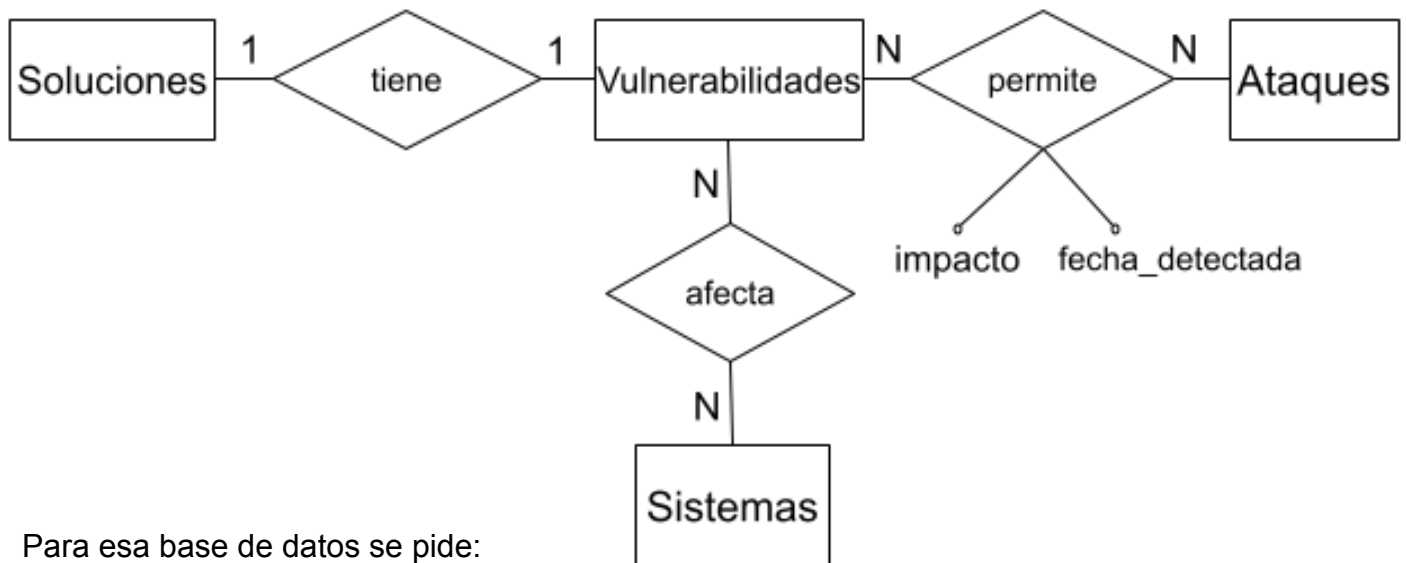 Soluciones 1 tiene 1 Vulnerabilidades N permite N Ataques
N
impacto fecha_detectada
afecta
N
Sistemas
Para esa base de datos se pide: